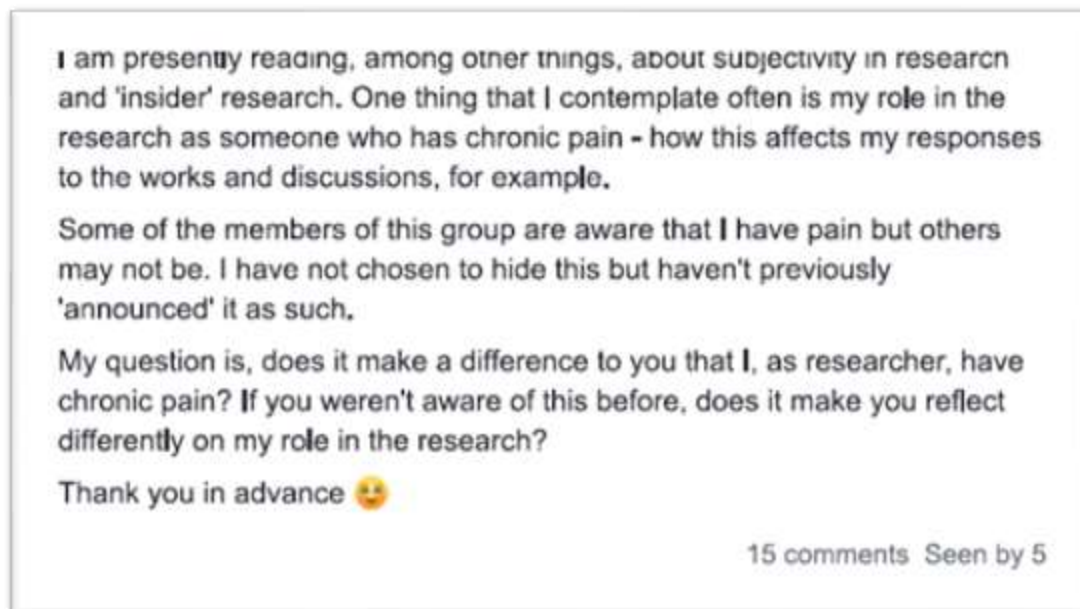 I am presently reading, among other things, about subjectivity in research
and 'insider' research. One thing that I contemplate often is my role in the
research as someone who has chronic pain - how this affects my responses
to the works and discussions, for example.
Some of the members of this group are aware that I have pain but others
may not be. I have not chosen to hide this but haven't previously
'announced' it as such.
My question is, does it make a difference to you that I, as researcher, have
chronic pain? If you weren't aware of this before, does it make you reflect
differently on my role in the research?
Thank you in advance 😊
15 comments Seen by 5